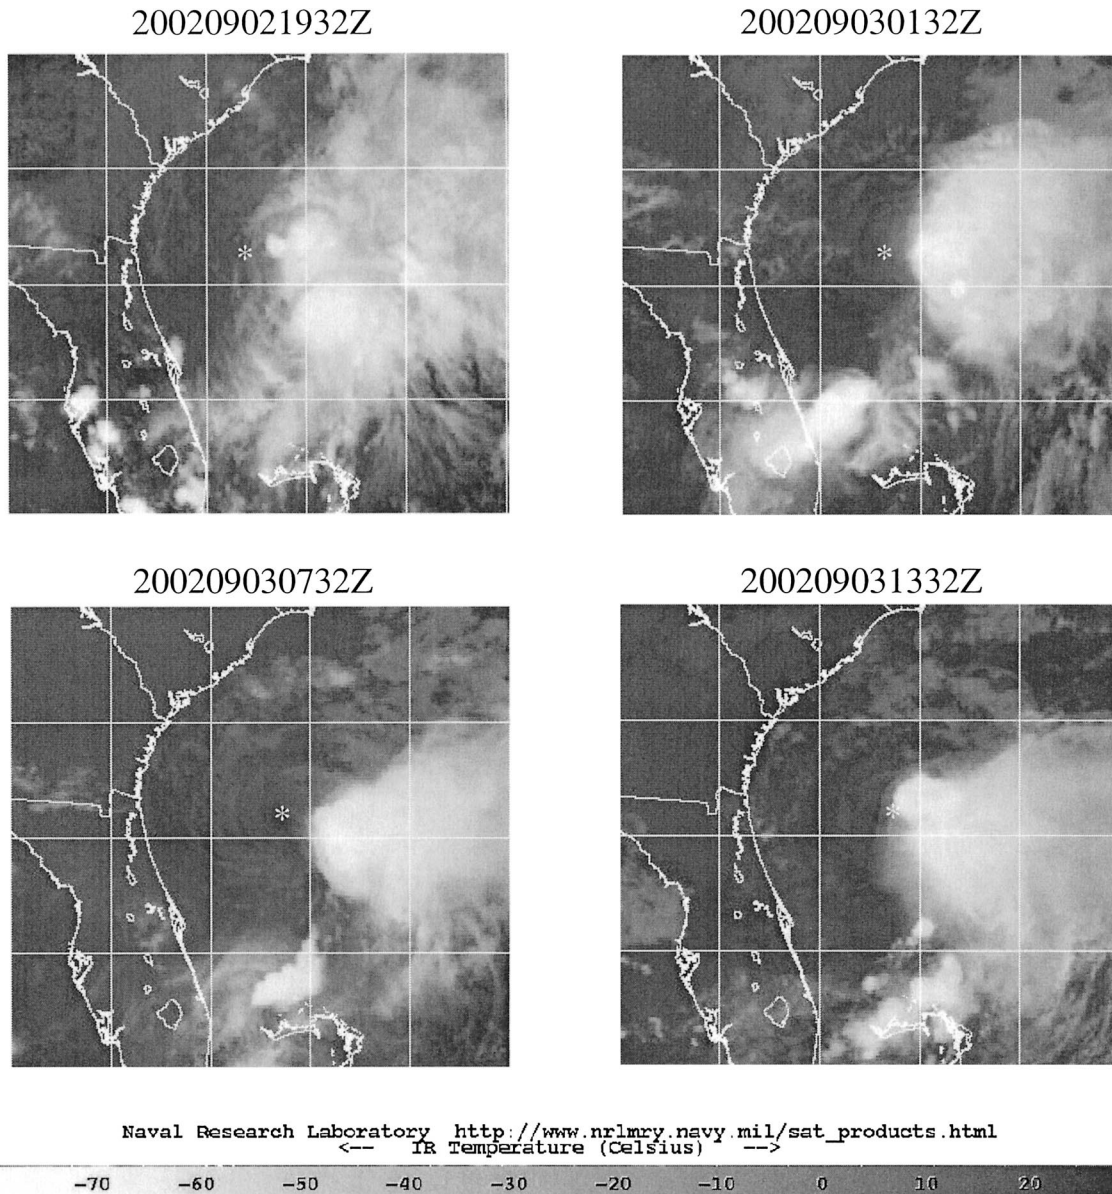 200209021932Z
200209030132Z
200209030732Z
200209031332Z
Naval Research Laboratory http://www.nrlmry.navy.mil/sat_products.html
<-- IR Temperature (Celsius) -->
-70 -60 -50 -40 -30 -20 -10 0 10 20